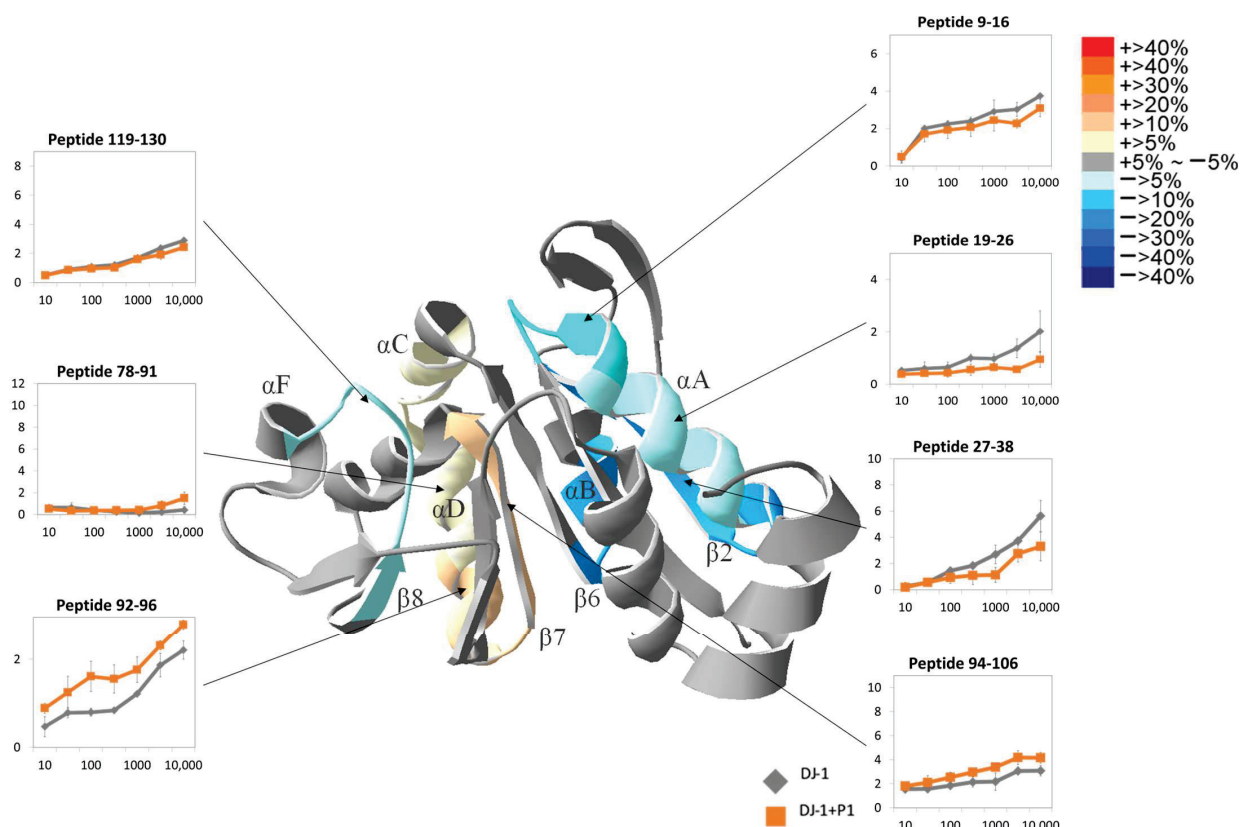 Peptide 9-16
6
4
2
0
10 100 1000 10,000
+>40%
+>40%
+>30%
+>20%
+>10%
+>5%
+5% ~ −5%
−>5%
−>10%
−>20%
−>30%
−>40%
−>40%
Peptide 119-130
8
6
4
2
0
10 100 1000 10,000
Peptide 19-26
4
2
0
10 100 1000 10,000
Peptide 78-91
12
10
8
6
4
2
0
10 100 1000 10,000
αC
αF
αA
αD
αB
β2
β8
β6
β7
Peptide 27-38
10
8
6
4
2
0
10 100 1000 10,000
Peptide 92-96
2
0
10 100 1000 10,000
Peptide 94-106
10
8
6
4
2
0
10 100 1000 10,000
DJ-1
DJ-1+P1